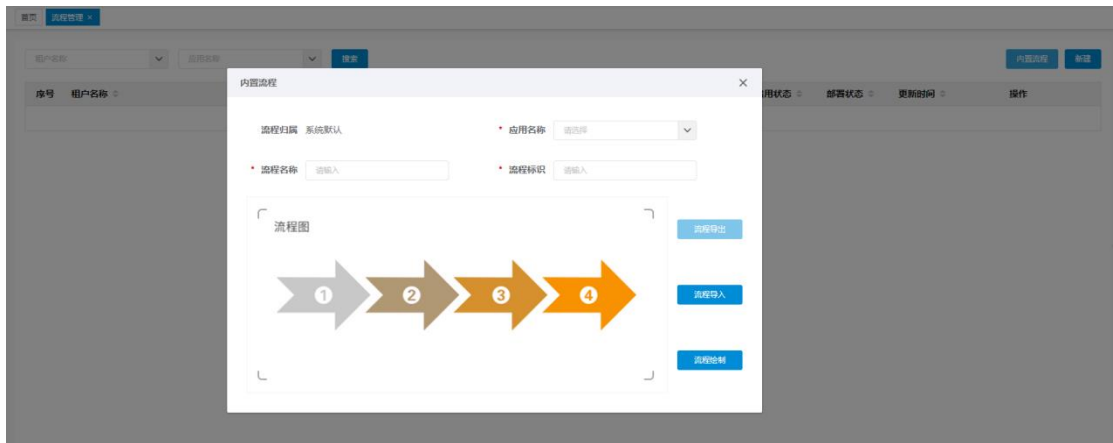 首页 流程管理 ×
租户名称 应用名称 搜索 内置流程 新建
序号 租户名称 用状态 部署状态 更新时间 操作
内置流程 ×
流程归属 系统默认 * 应用名称 请选择
* 流程名称 请输入 * 流程标识 请输入
流程图
流程导出
1 2 3 4
流程导入
流程绘制